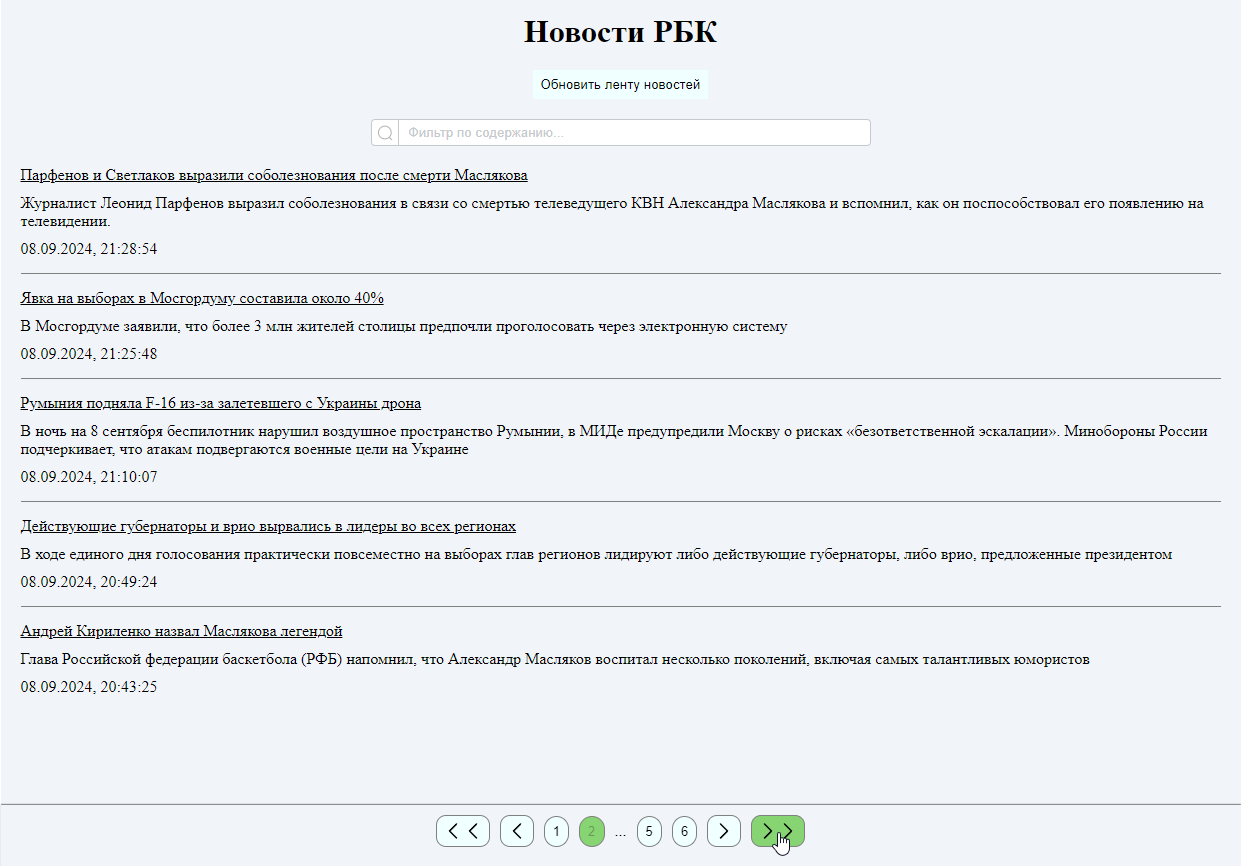 Новости РБК
Обновить ленту новостей
Фильтр по содержанию...
Парфенов и Светлаков выразили соболезнования после смерти Маслякова
Журналист Леонид Парфенов выразил соболезнования в связи со смертью телеведущего КВН Александра Маслякова и вспомнил, как он поспособствовал его появлению на
телевидении.
08.09.2024, 21:28:54
Явка на выборах в Мосгордуму составила около 40%
В Мосгордуме заявили, что более 3 млн жителей столицы предпочли проголосовать через электронную систему
08.09.2024, 21:25:48
Румыния подняла F-16 из-за залетевшего с Украины дрона
В ночь на 8 сентября беспилотник нарушил воздушное пространство Румынии, в МИДе предупредили Москву о рисках «безответственной эскалации». Минобороны России
подчеркивает, что атакам подвергаются военные цели на Украине
08.09.2024, 21:10:07
Действующие губернаторы и врио вырвались в лидеры во всех регионах
В ходе единого дня голосования практически повсеместно на выборах глав регионов лидируют либо действующие губернаторы, либо врио, предложенные президентом
08.09.2024, 20:49:24
Андрей Кириленко назвал Маслякова легендой
Глава Российской федерации баскетбола (РФБ) напомнил, что Александр Масляков воспитал несколько поколений, включая самых талантливых юмористов
08.09.2024, 20:43:25
1 2 ... 5 6